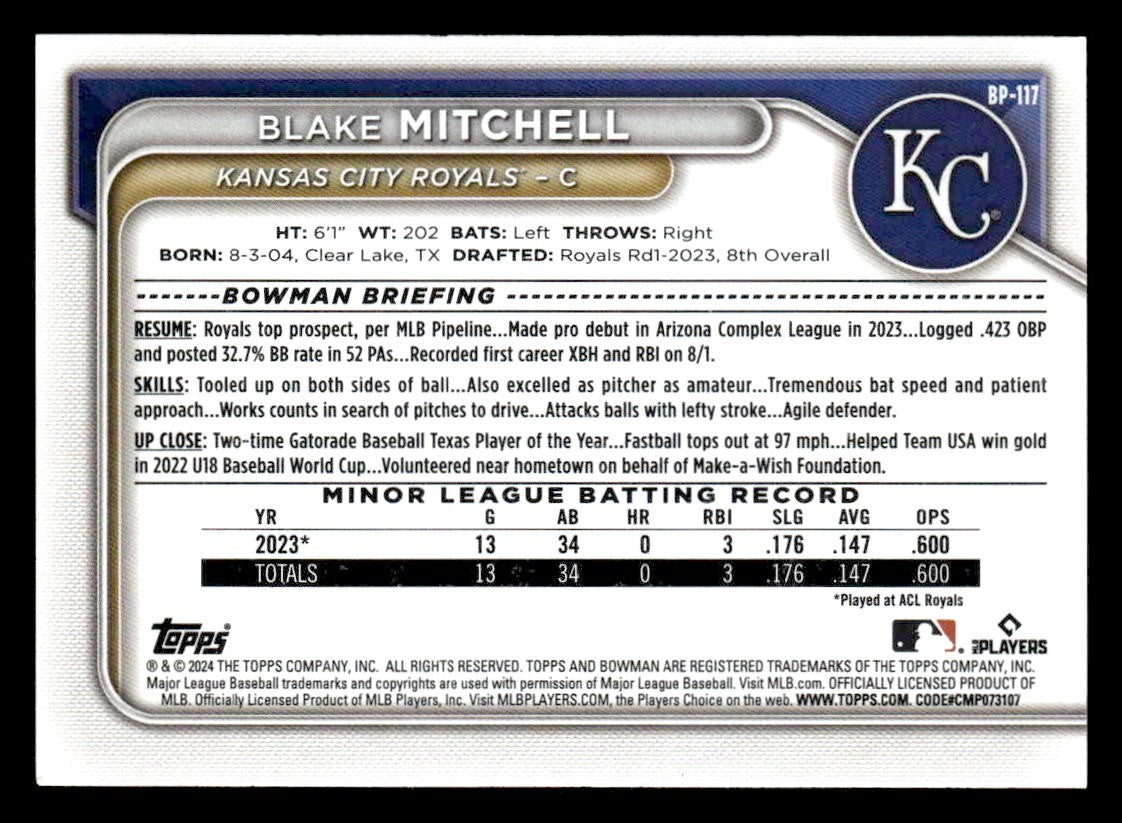 BP-117
BLAKE MITCHELL
KC
KANSAS CITY ROYALS - C
HT: 6'1" WT: 202 BATS: Left THROWS: Right
BORN: 8-3-04, Clear Lake, TX DRAFTED: Royals Rd1-2023, 8th Overall
BOWMAN BRIEFING
RESUME: Royals top prospect, per MLB Pipeline...Made pro debut in Arizona Complex League in 2023...Logged .423 OBP
and posted 32.7% BB rate in 52 PAs...Recorded first career XBH and RBI on 8/1.
SKILLS: Tooled up on both sides of ball...Also excelled as pitcher as amateur...Tremendous bat speed and patient
approach...Works counts in search of pitches to drive...Attacks balls with lefty stroke...Agile defender.
UP CLOSE: Two-time Gatorade Baseball Texas Player of the Year...Fastball tops out at 97 mph...Helped Team USA win gold
in 2022 U18 Baseball World Cup...Volunteered near hometown on behalf of Make-a-Wish Foundation.
MINOR LEAGUE BATTING RECORD
YR G AB HR RBI SLG AVG OPS
2023* 13 34 0 3 .176 .147 .600
TOTALS 13 34 0 3 .176 .147 .600
*Played at ACL Royals
Topps®
MLB PLAYERS
® & © 2024 THE TOPPS COMPANY, INC. ALL RIGHTS RESERVED. TOPPS AND BOWMAN ARE REGISTERED TRADEMARKS OF THE TOPPS COMPANY, INC.
Major League Baseball trademarks and copyrights are used with permission of Major League Baseball. Visit MLB.com. OFFICIALLY LICENSED PRODUCT OF
MLB. Officially Licensed Product of MLB Players, Inc. Visit MLBPLAYERS.COM, the Players Choice on the web. WWW.TOPPS.COM. CODE#CMP073107